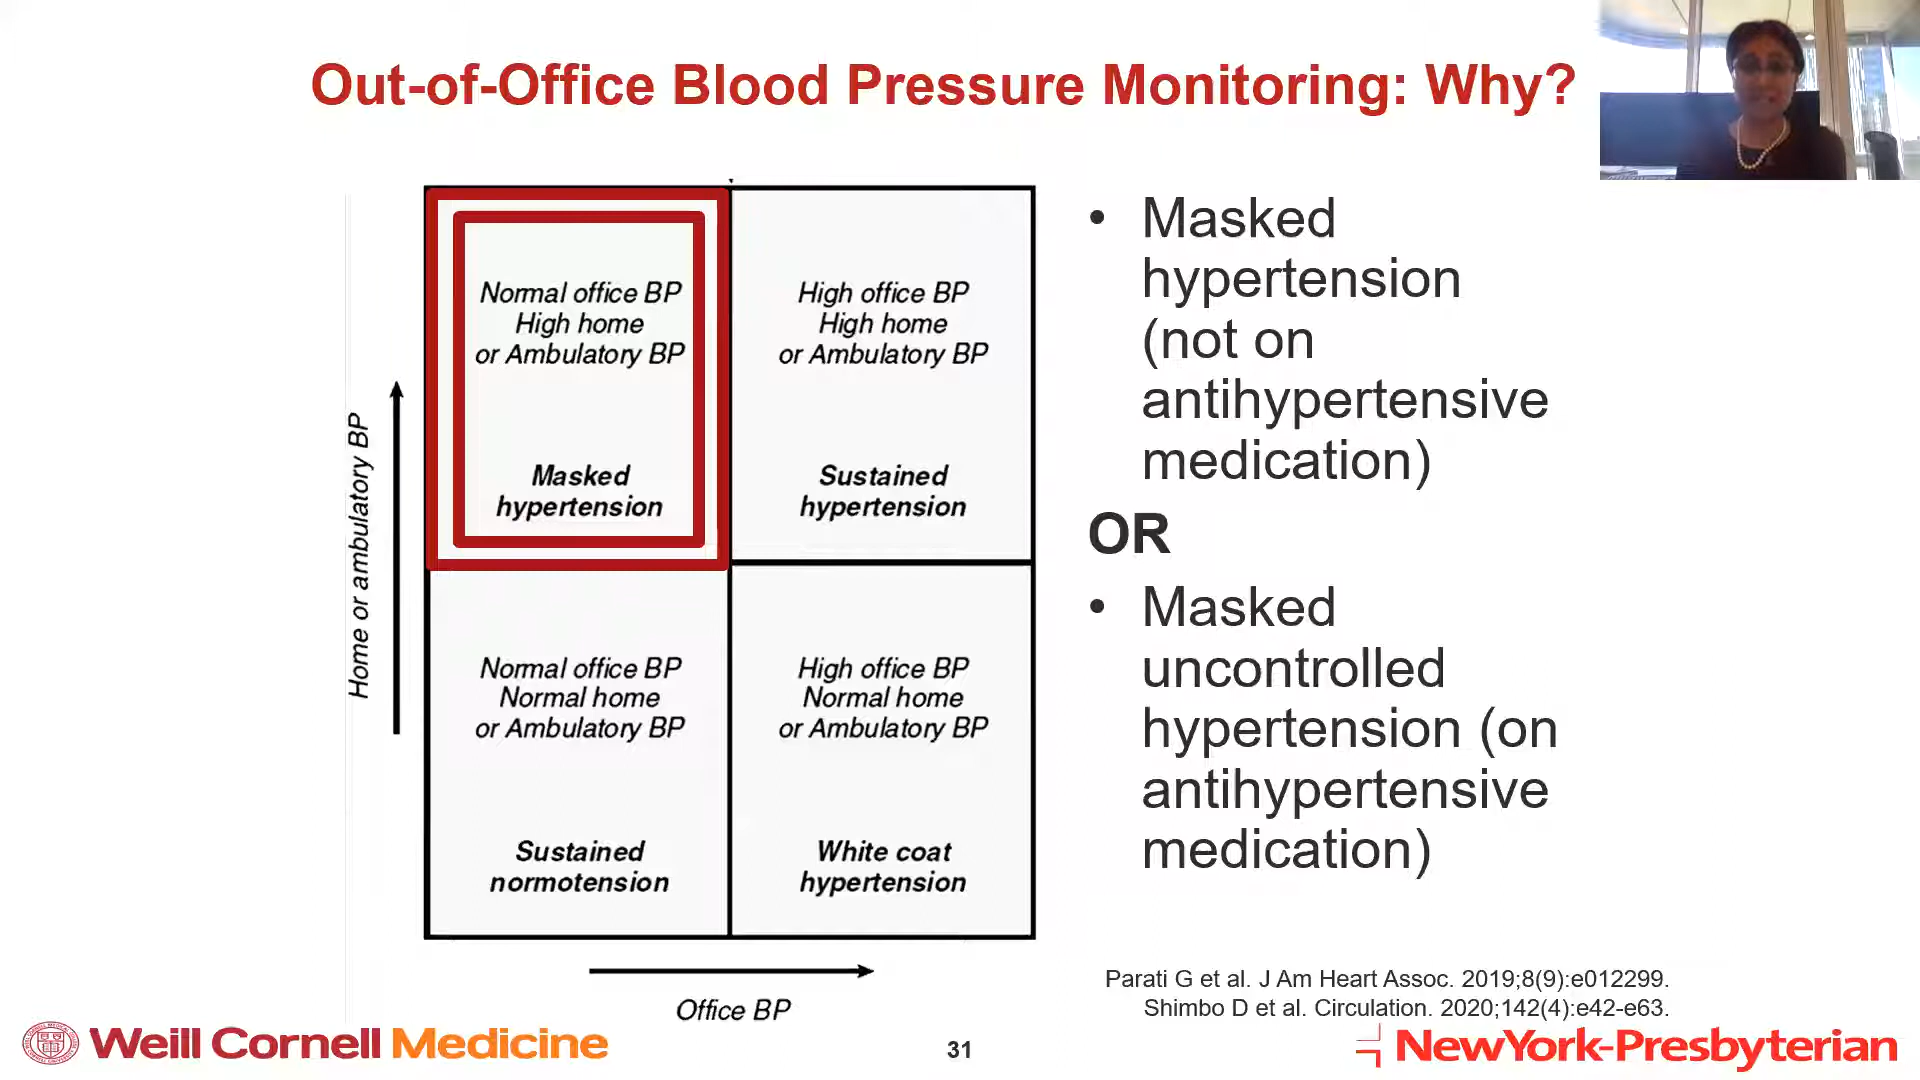 Out-of-Office Blood Pressure Monitoring: Why?
Normal office BP
High home
or Ambulatory BP
Masked
hypertension
High office BP
High home
or Ambulatory BP
Sustained
hypertension
Home or ambulatory BP
Normal office BP
Normal home
or Ambulatory BP
Sustained
normotension
High office BP
Normal home
or Ambulatory BP
White coat
hypertension
Office BP
• Masked
hypertension
(not on
antihypertensive
medication)
OR
• Masked
uncontrolled
hypertension (on
antihypertensive
medication)
Parati G et al. J Am Heart Assoc. 2019;8(9):e012299.
Shimbo D et al. Circulation. 2020;142(4):e42-e63.
Weill Cornell Medicine
31
NewYork-Presbyterian